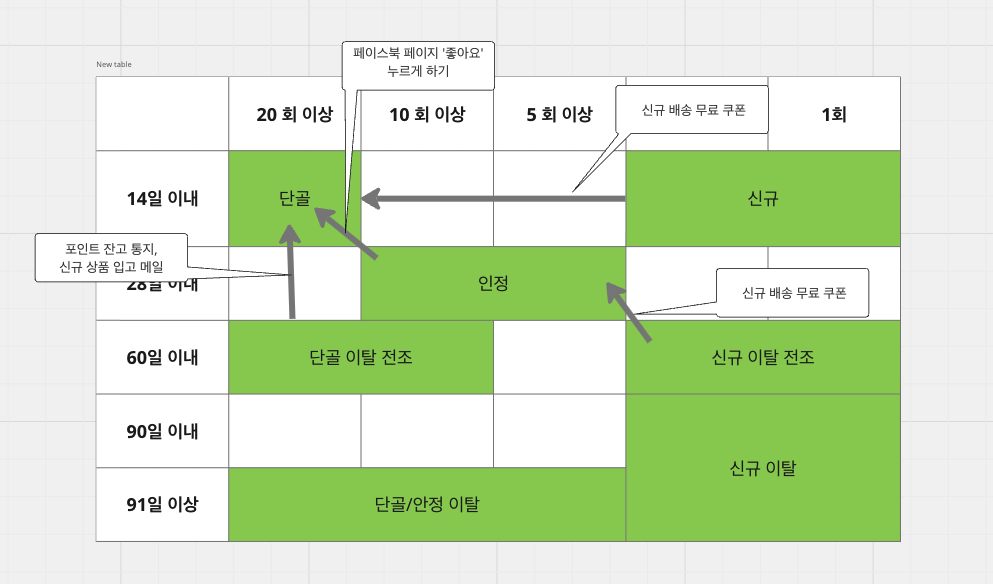 페이스북 페이지 '좋아요'
누르게 하기
New table
20 회 이상
10 회 이상
5 회 이상
신규 배송 무료 쿠폰
1회
14일 이내
단골
신규
포인트 잔고 통지,
신규 상품 입고 메일
28일 이내
인정
신규 배송 무료 쿠폰
60일 이내
단골 이탈 전조
신규 이탈 전조
90일 이내
신규 이탈
91일 이상
단골/안정 이탈